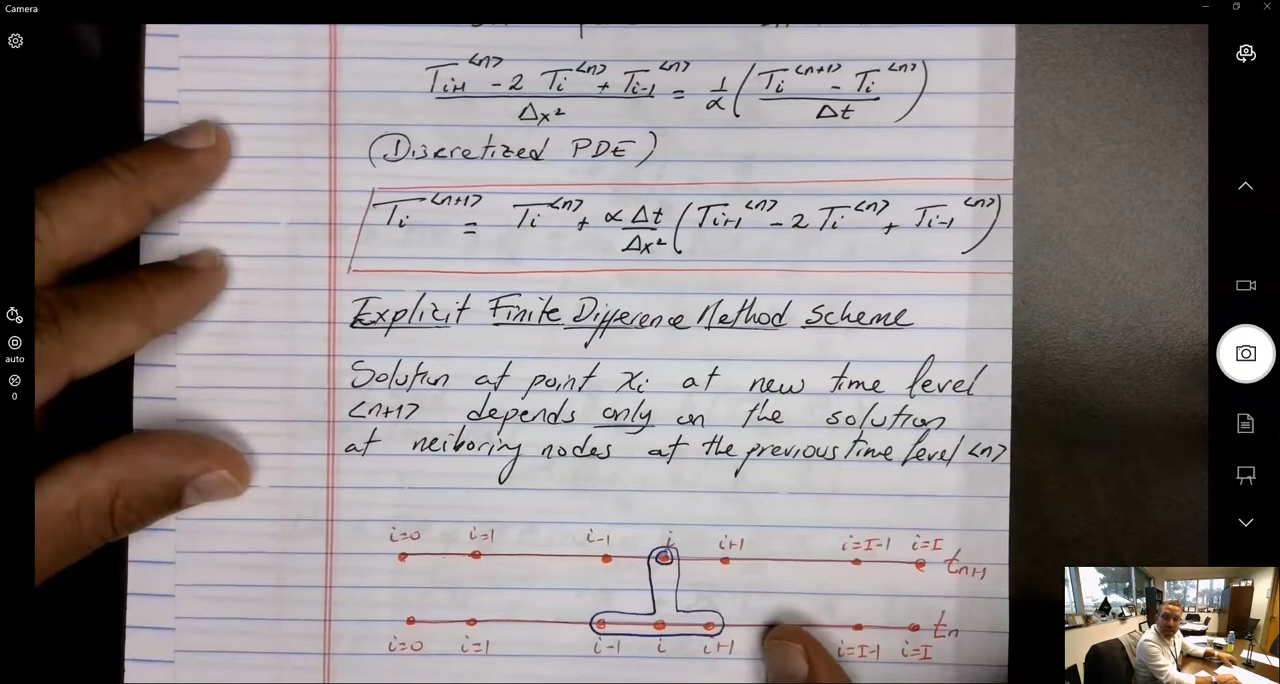 Camera
T_{i+1}^{<n>} - 2 T_i^{<n>} + T_{i-1}^{<n>} / Δx² = 1/α ( T_i^{<n+1>} - T_i^{<n>} / Δt )
(Discretized PDE)
T_i^{<n+1>} = T_i^{<n>} + αΔt/Δx² ( T_{i+1}^{<n>} - 2 T_i^{<n>} + T_{i-1}^{<n>} )
Explicit Finite Difference Method Scheme
Solution at point x_i at new time level
<n+1> depends only on the solution
at neiboring nodes at the previous time level <n>
i=0 i=1 i-1 i i+1 i=I-1 i=I
t_{n+1}
t_n
i=0 i=1 i-1 i i+1 i=I-1 i=I
auto
0